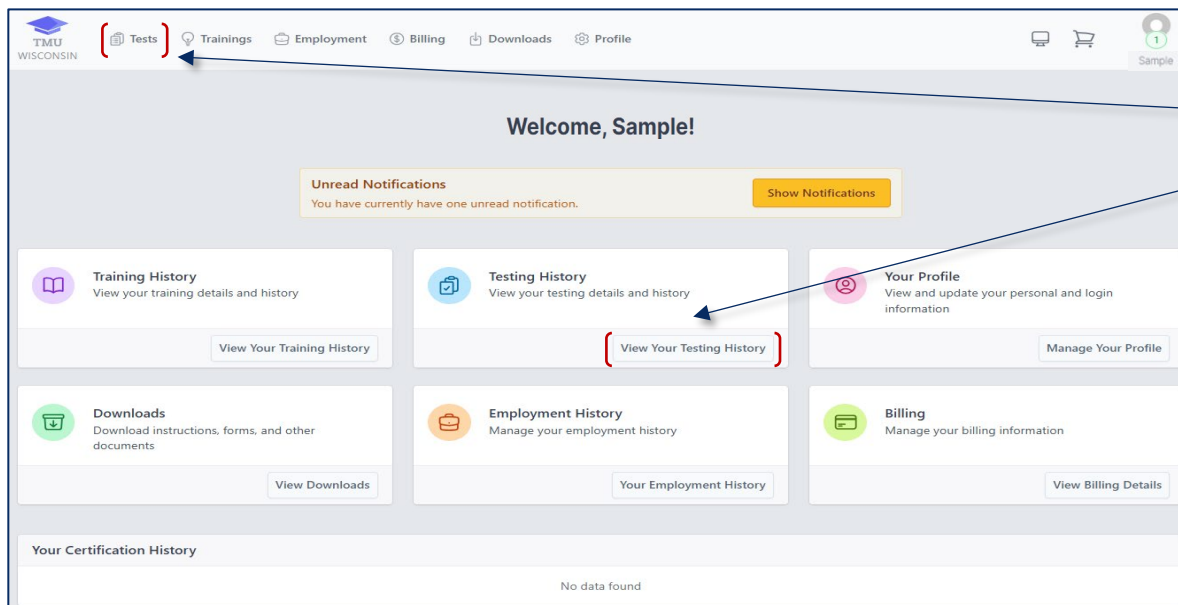 TMU
WISCONSIN
Tests
Trainings
Employment
Billing
Downloads
Profile
1
Sample
Welcome, Sample!
Unread Notifications
You have currently have one unread notification.
Show Notifications
Training History
View your training details and history
View Your Training History
Testing History
View your testing details and history
View Your Testing History
Your Profile
View and update your personal and login
information
Manage Your Profile
Downloads
Download instructions, forms, and other
documents
View Downloads
Employment History
Manage your employment history
Your Employment History
Billing
Manage your billing information
View Billing Details
Your Certification History
No data found